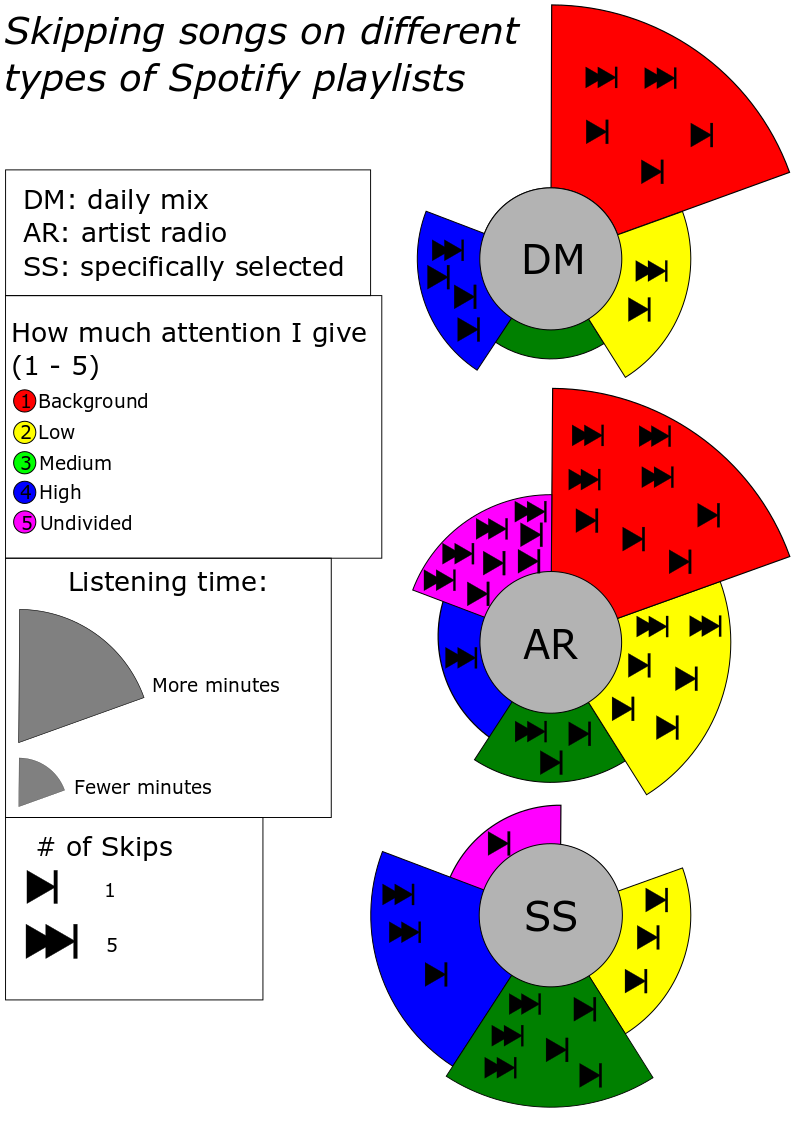 Skipping songs on different
types of Spotify playlists
DM: daily mix
AR: artist radio
SS: specifically selected
How much attention I give
(1 - 5)
1 Background
2 Low
3 Medium
4 High
5 Undivided
Listening time:
More minutes
Fewer minutes
# of Skips
1
5
DM
AR
SS